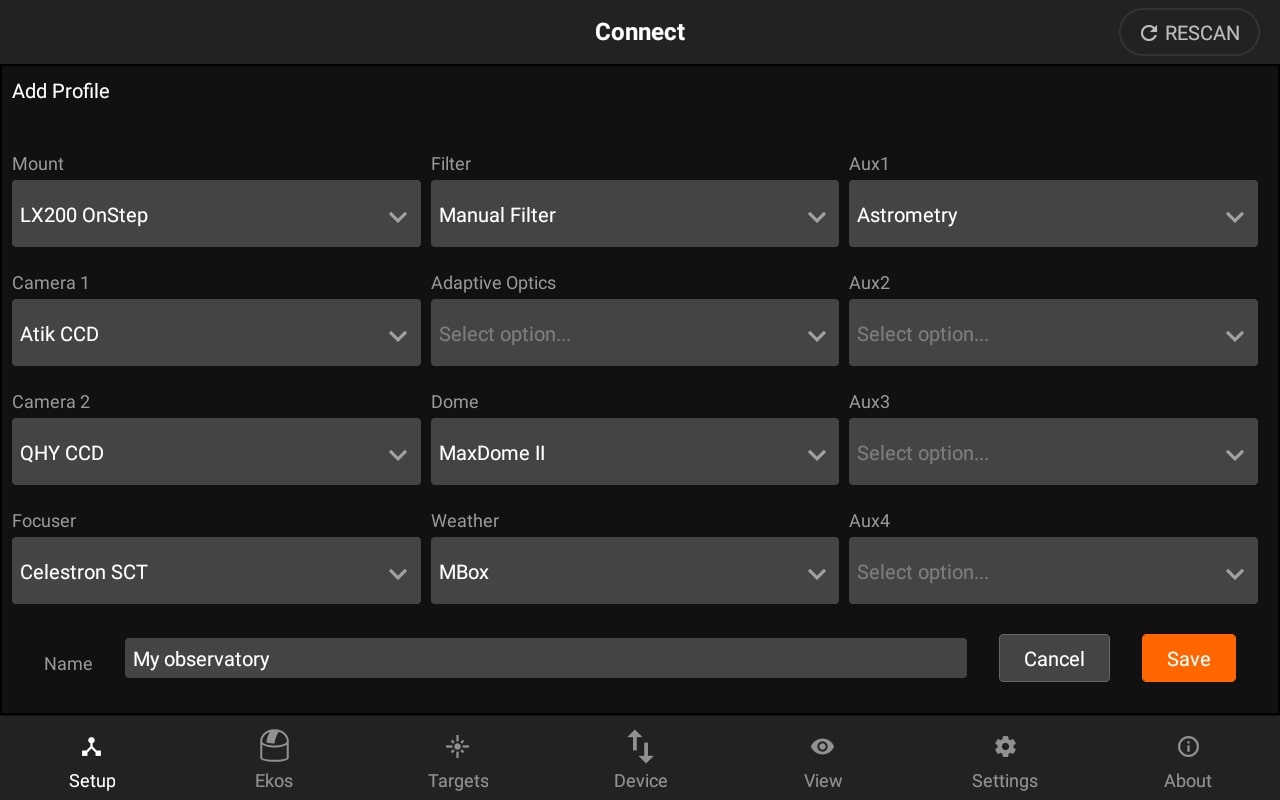 Connect
RESCAN
Add Profile
Mount
Filter
Aux1
LX200 OnStep
Manual Filter
Astrometry
Camera 1
Adaptive Optics
Aux2
Atik CCD
Select option...
Select option...
Camera 2
Dome
Aux3
QHY CCD
MaxDome II
Select option...
Focuser
Weather
Aux4
Celestron SCT
MBox
Select option...
Name
My observatory
Cancel
Save
Setup
Ekos
Targets
Device
View
Settings
About